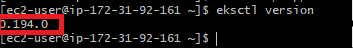 [ec2-user@ip-172-31-92-161 ~]$ eksctl version
0.194.0
[ec2-user@ip-172-31-92-161 ~]$